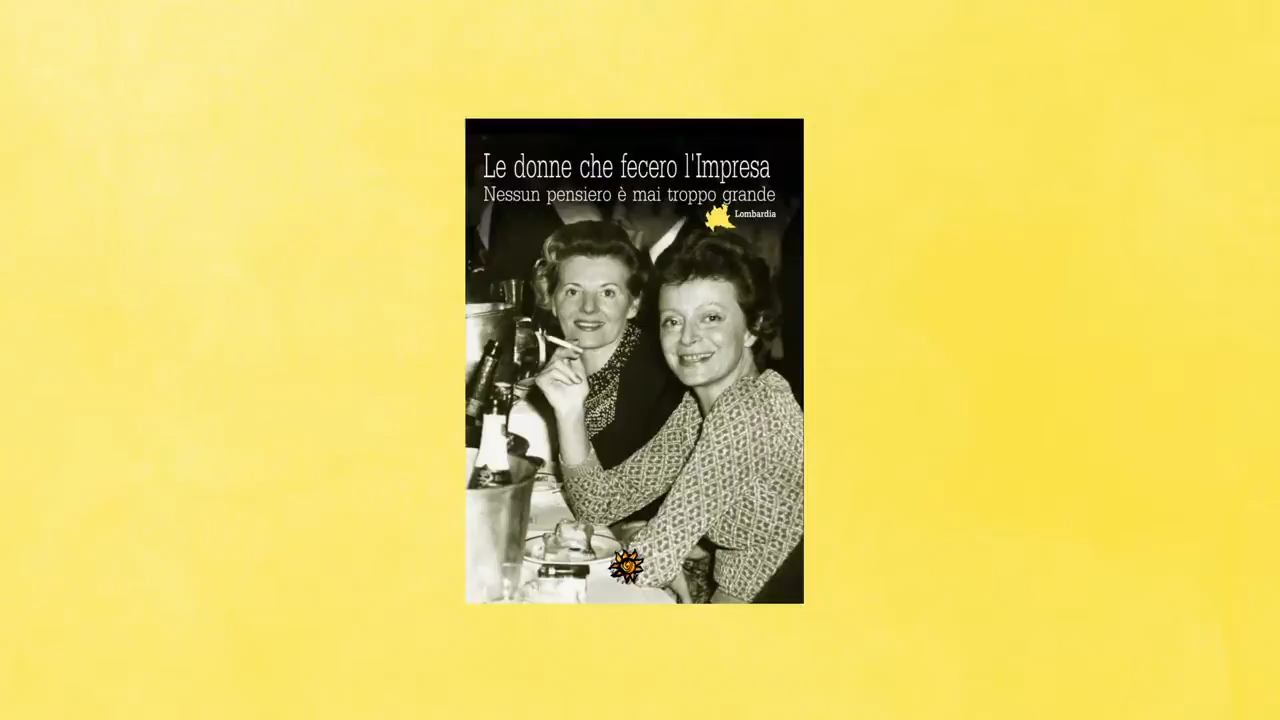 Le donne che fecero l'Impresa
Nessun pensiero è mai troppo grande
Lombardia